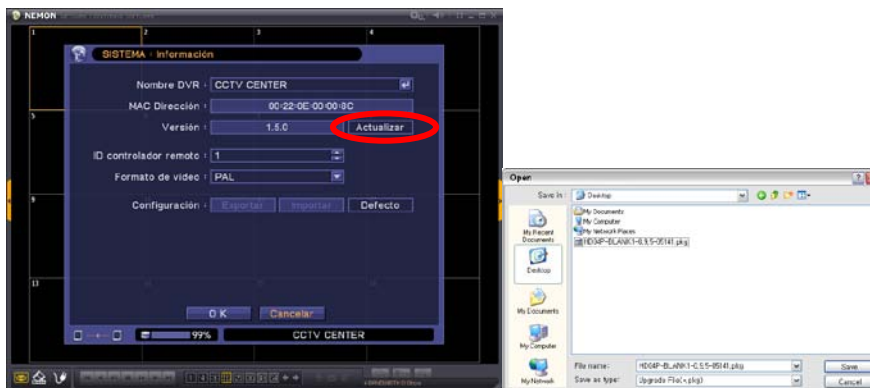 NEMON
1 2 3 4
SISTEMA : Información
Nombre DVR : CCTV CENTER
MAC Dirección : 00:22:0E:00:00:8C
Versión : 1.5.0 Actualizar
5
ID controlador remoto : 1
Formato de video : PAL
9
Configuración : Exportar Importar Defecto
13
OK Cancelar
99% CCTV CENTER
Open
Save in: Desktop
My Recent Documents
Desktop
My Documents
My Computer
My Network
My Documents
My Computer
My Network Places
File name: Save
Save as type: Upgrade File(*.pkg) Cancel